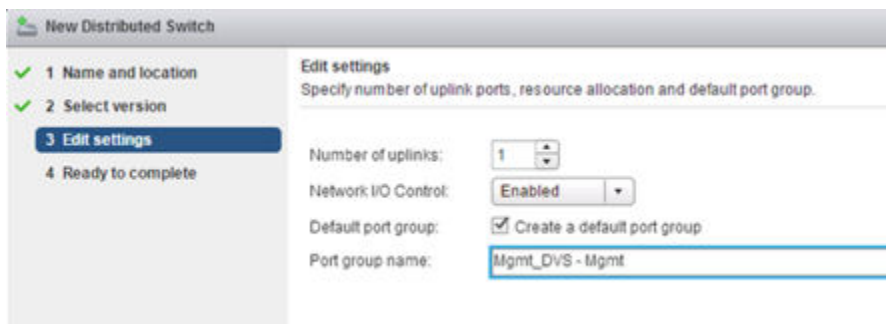 New Distributed Switch
1 Name and location
2 Select version
3 Edit settings
4 Ready to complete
Edit settings
Specify number of uplink ports, resource allocation and default port group.
Number of uplinks: 1
Network I/O Control: Enabled
Default port group: Create a default port group
Port group name: Mgmt_DVS - Mgmt